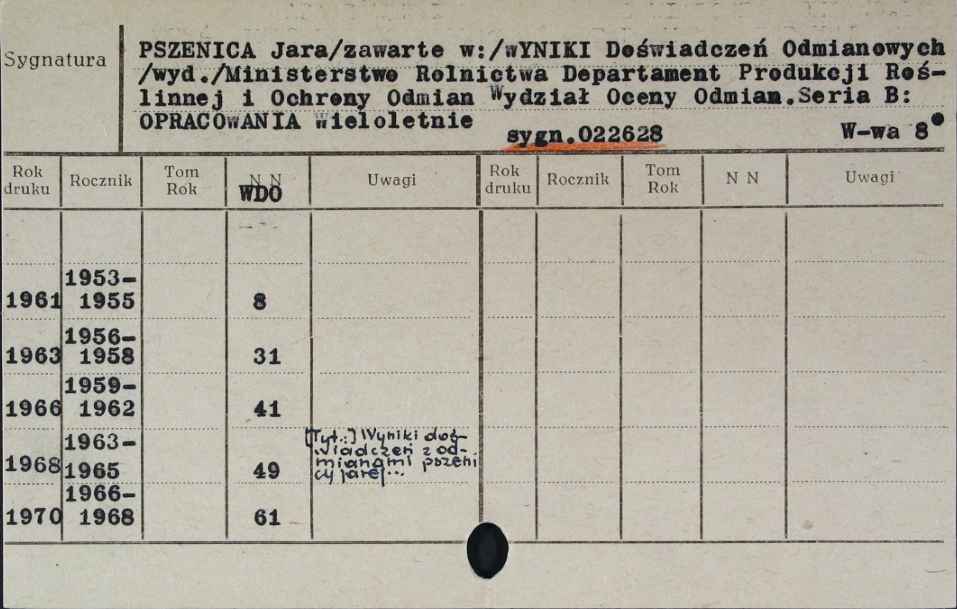 Sygnatura
PSZENICA Jara/zawarte w:/wYNIKI Doświadczeń Odmianowych
/wyd./Ministerstwo Rolnictwa Departament Produkcji Roś-
linnej i Ochrony Odmian Wydział Oceny Odmian.Seria B:
OPRACOwANIA wieloletnie
sygn.022628 W-wa 8°
Rok druku Rocznik Tom Rok N N Uwagi Rok druku Rocznik Tom Rok N N Uwagi
WDO
1953-
1961 1955 8
1956-
1963 1958 31
1959-
1966 1962 41
1963-
1968 1965 49
[Tyt.:] Wyniki doś-
wiadczeń z od-
mianami pszeni
cy jarej...
1966-
1970 1968 61